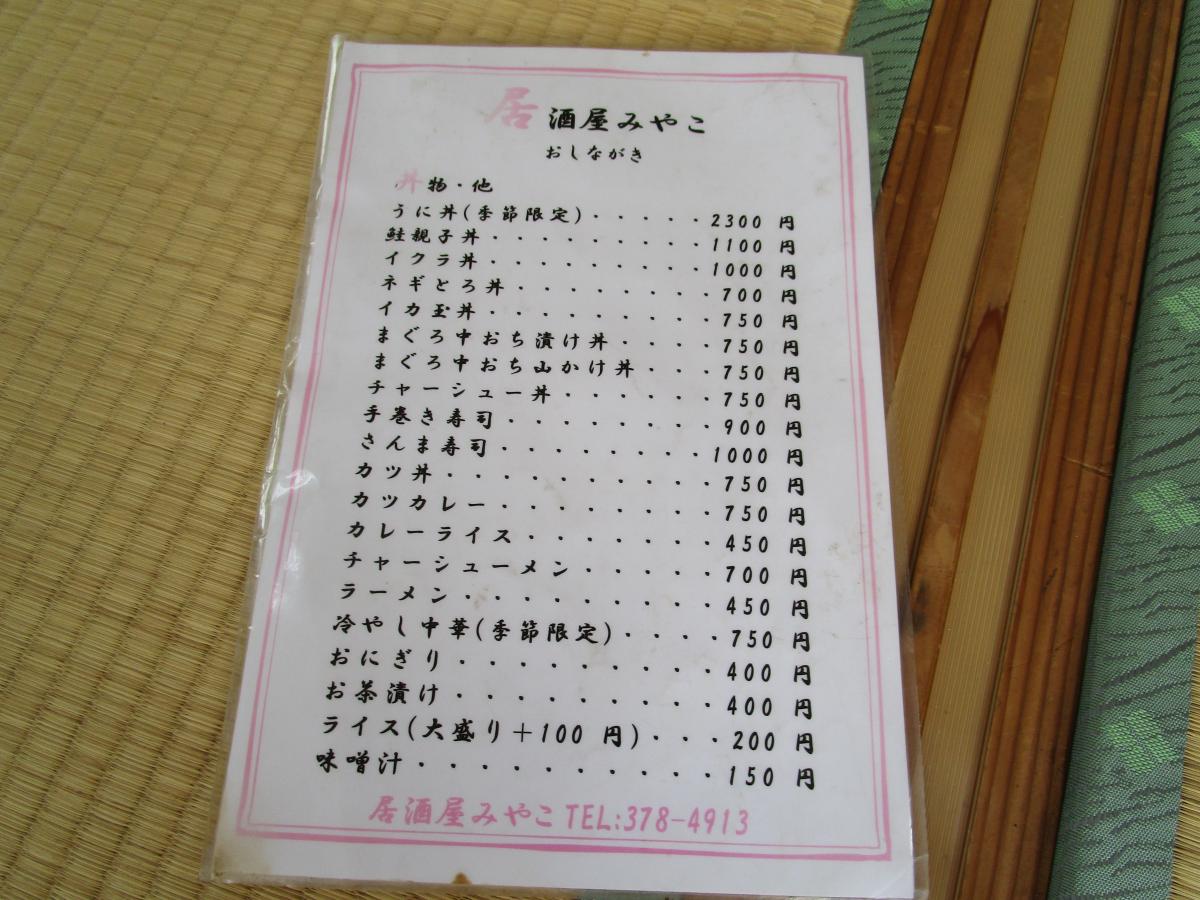 居酒屋みやこ
おしながき
丼物・他
うに丼(季節限定)・・・・・2300 円
鮭親子丼・・・・・・・・・1100 円
イクラ丼・・・・・・・・・1000 円
ネギとろ丼・・・・・・・・700 円
イカ玉丼・・・・・・・・・・750 円
まぐろ中おち漬け丼・・・・750 円
まぐろ中おち山かけ丼・・・750 円
チャーシュー丼・・・・・・750 円
手巻き寿司・・・・・・・・900 円
さんま寿司・・・・・・・・1000 円
カツ丼・・・・・・・・・・750 円
カツカレー・・・・・・・・750 円
カレーライス・・・・・・・450 円
チャーシューメン・・・・・700 円
ラーメン・・・・・・・・・450 円
冷やし中華(季節限定)・・・・750 円
おにぎり・・・・・・・・・400 円
お茶漬け・・・・・・・・・400 円
ライス(大盛り＋100 円)・・・200 円
味噌汁・・・・・・・・・・150 円
居酒屋みやこTEL:378-4913